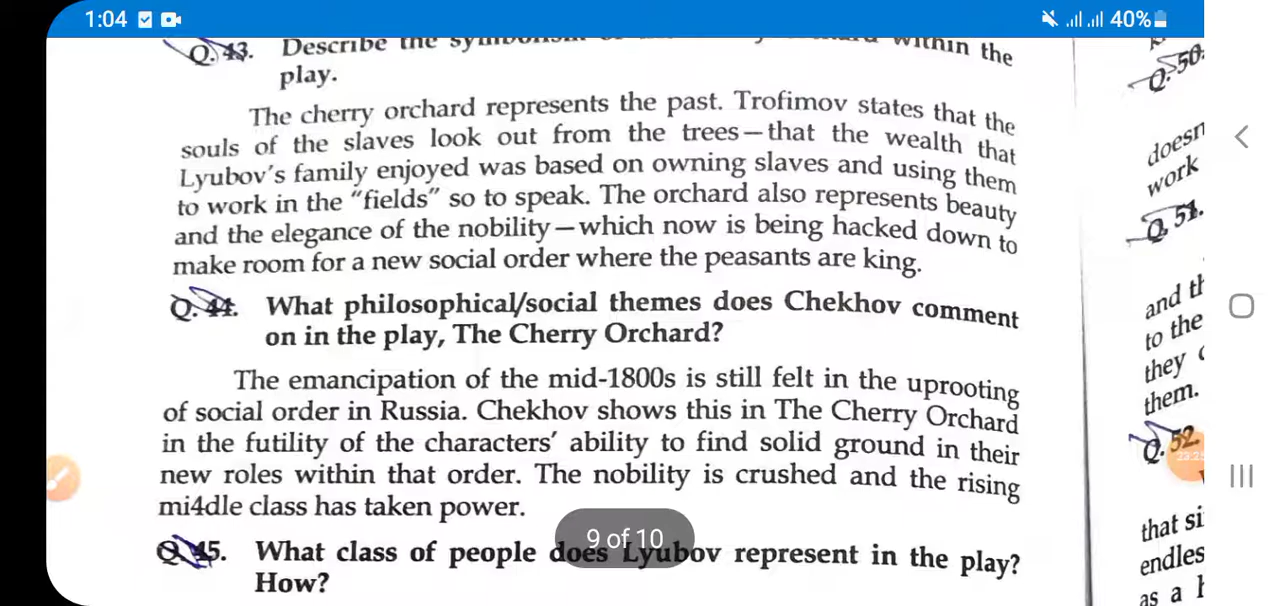 1:04
40%
Q. 43. Describe the within the
play.
The cherry orchard represents the past. Trofimov states that the
souls of the slaves look out from the trees—that the wealth that
Lyubov's family enjoyed was based on owning slaves and using them
to work in the "fields" so to speak. The orchard also represents beauty
and the elegance of the nobility—which now is being hacked down to
make room for a new social order where the peasants are king.
Q. 44. What philosophical/social themes does Chekhov comment
on in the play, The Cherry Orchard?
The emancipation of the mid-1800s is still felt in the uprooting
of social order in Russia. Chekhov shows this in The Cherry Orchard
in the futility of the characters' ability to find solid ground in their
new roles within that order. The nobility is crushed and the rising
mi4dle class has taken power.
9 of 10
Q. 45. What class of people does Lyubov represent in the play?
How?
Q. 50.
doesn
work
Q. 51.
and th
to the
they
them.
Q. 52.
23:25
that si
endles
as a